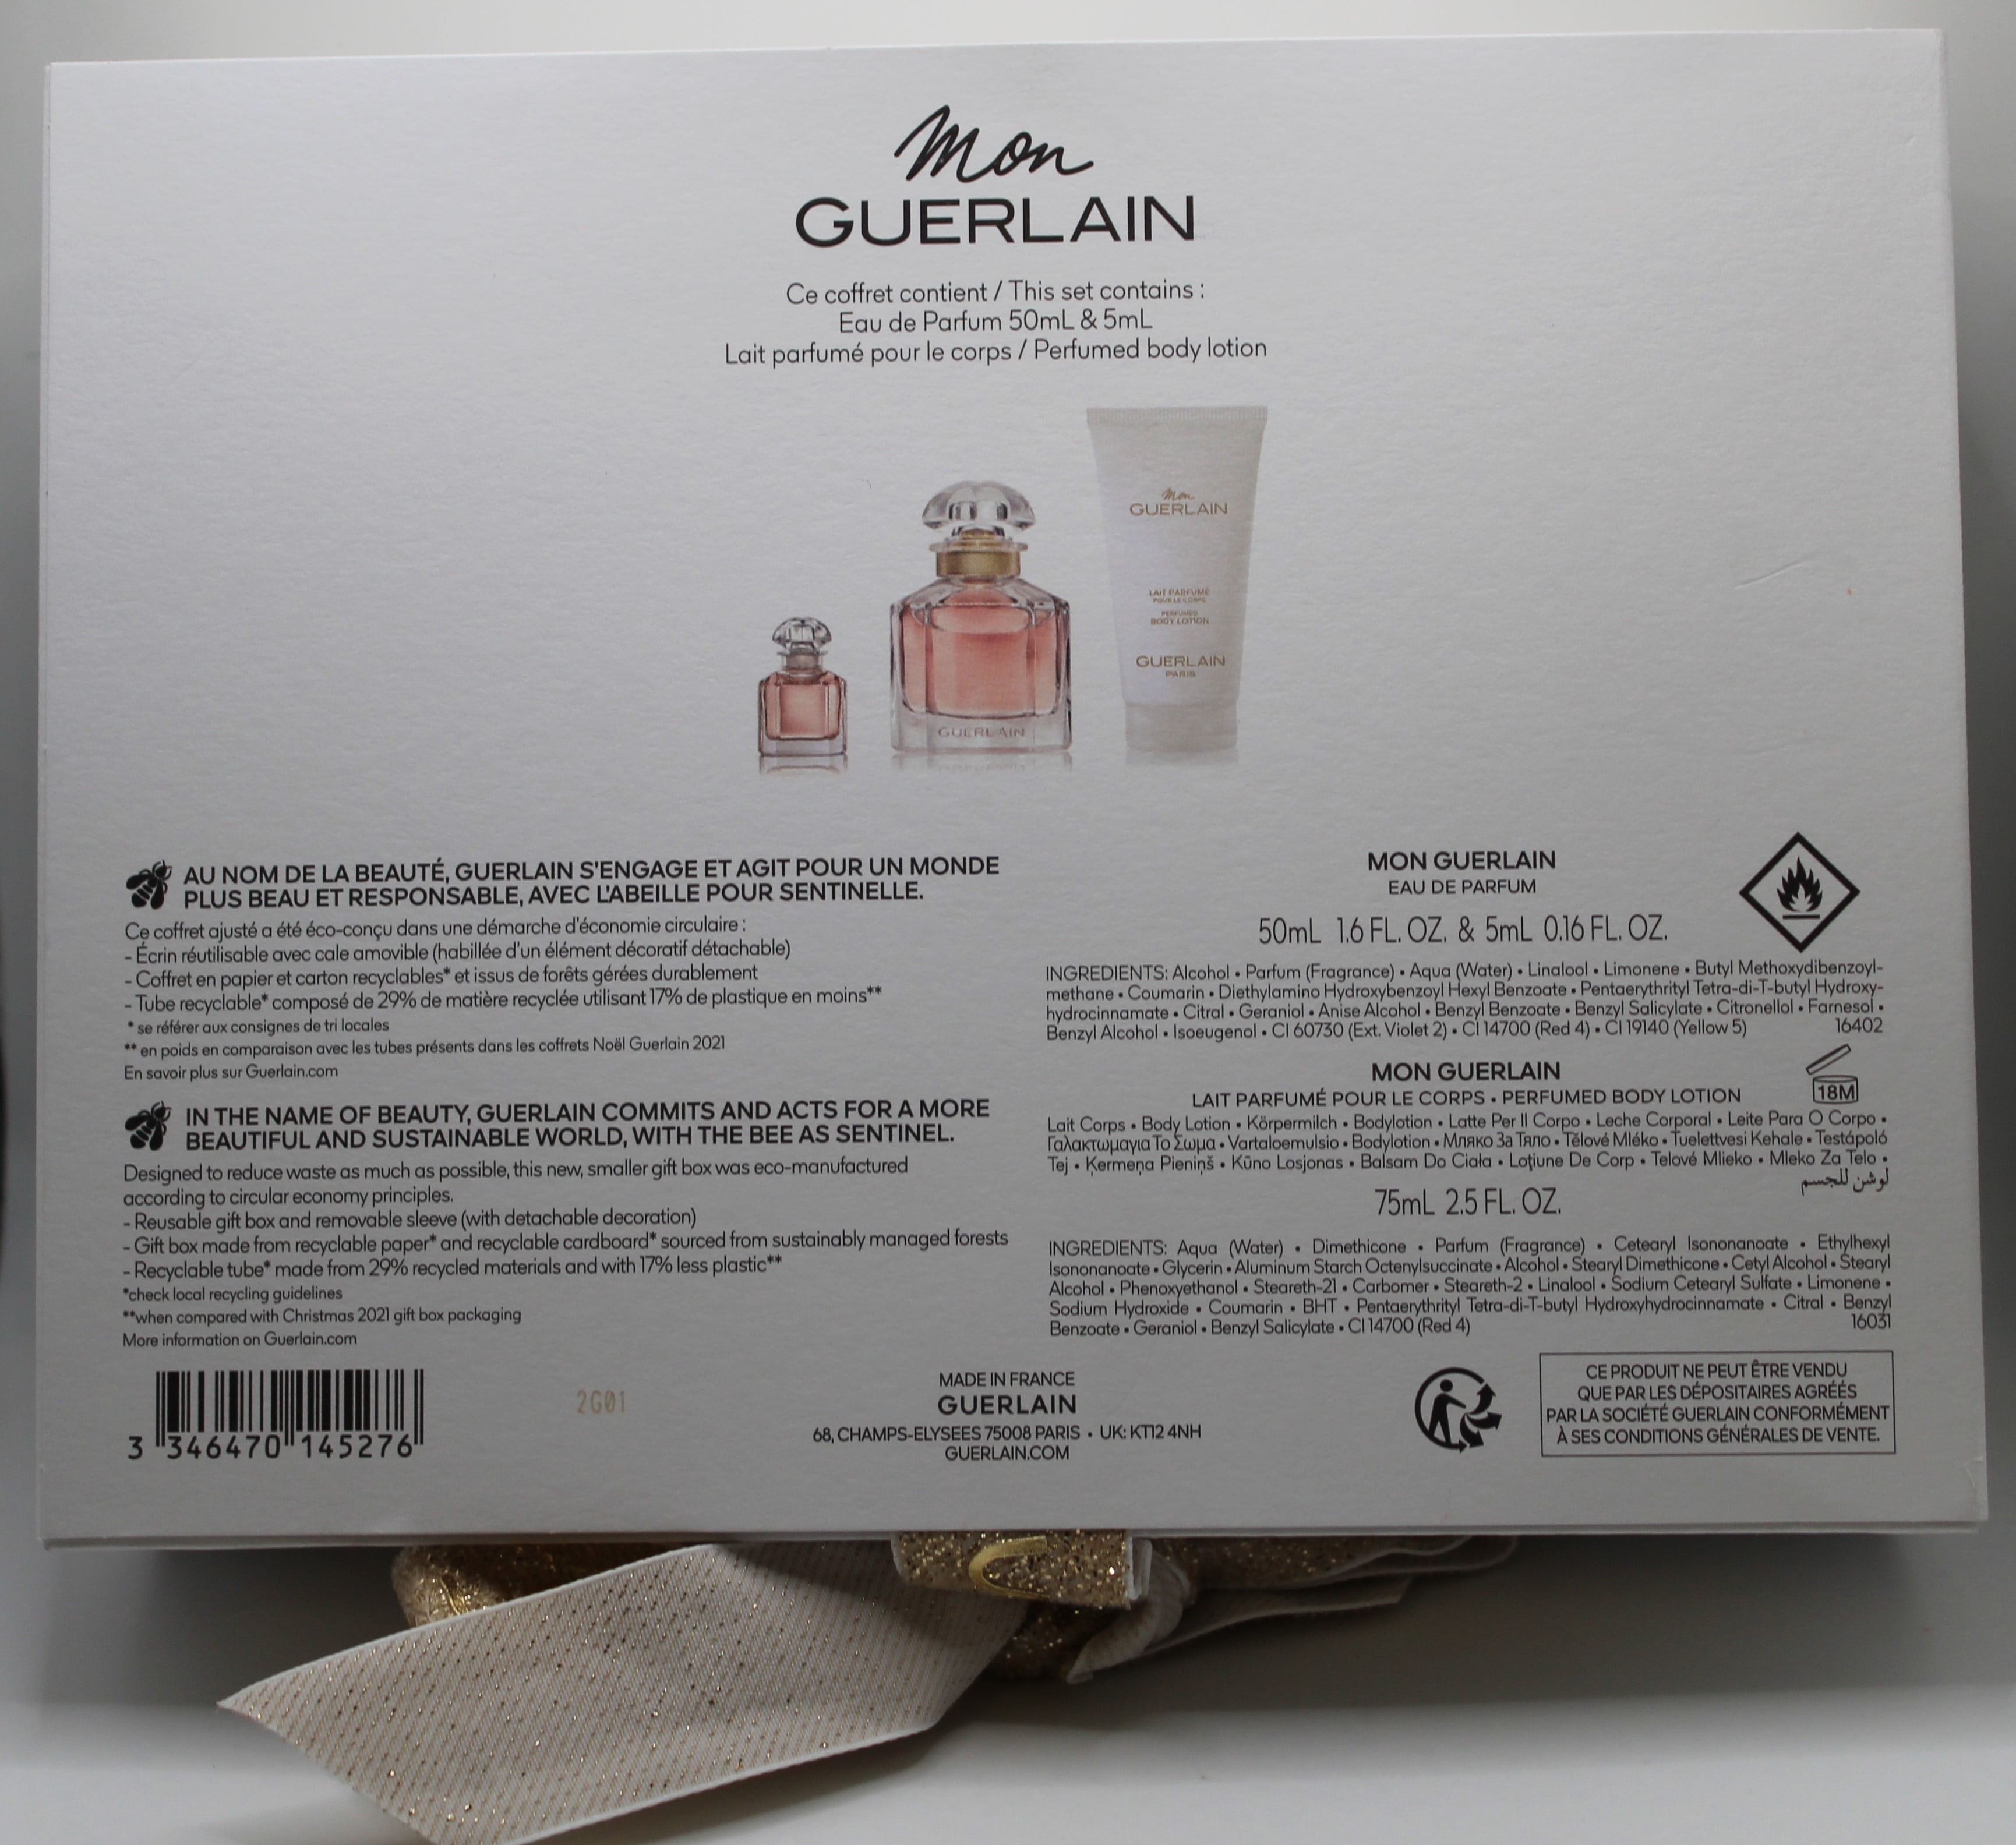 Mon
GUERLAIN
Ce coffret contient / This set contains :
Eau de Parfum 50mL & 5mL
Lait parfumé pour le corps / Perfumed body lotion
Mon
GUERLAIN
LAIT PARFUMÉ
POUR LE CORPS
PERFUMED
BODY LOTION
GUERLAIN
PARIS
GUERLAIN
AU NOM DE LA BEAUTÉ, GUERLAIN S'ENGAGE ET AGIT POUR UN MONDE
PLUS BEAU ET RESPONSABLE, AVEC L'ABEILLE POUR SENTINELLE.
Ce coffret ajusté a été éco-conçu dans une démarche d'économie circulaire :
- Écrin réutilisable avec cale amovible (habillée d'un élément décoratif détachable)
- Coffret en papier et carton recyclables* et issus de forêts gérées durablement
- Tube recyclable* composé de 29% de matière recyclée utilisant 17% de plastique en moins**
* se référer aux consignes de tri locales
** en poids en comparaison avec les tubes présents dans les coffrets Noël Guerlain 2021
En savoir plus sur Guerlain.com
IN THE NAME OF BEAUTY, GUERLAIN COMMITS AND ACTS FOR A MORE
BEAUTIFUL AND SUSTAINABLE WORLD, WITH THE BEE AS SENTINEL.
Designed to reduce waste as much as possible, this new, smaller gift box was eco-manufactured
according to circular economy principles.
- Reusable gift box and removable sleeve (with detachable decoration)
- Gift box made from recyclable paper* and recyclable cardboard* sourced from sustainably managed forests
- Recyclable tube* made from 29% recycled materials and with 17% less plastic**
*check local recycling guidelines
**when compared with Christmas 2021 gift box packaging
More information on Guerlain.com
MON GUERLAIN
EAU DE PARFUM
50mL 1.6 FL. OZ. & 5mL 0.16 FL. OZ.
INGREDIENTS: Alcohol • Parfum (Fragrance) • Aqua (Water) • Linalool • Limonene • Butyl Methoxydibenzoyl-
methane • Coumarin • Diethylamino Hydroxybenzoyl Hexyl Benzoate • Pentaerythrityl Tetra-di-T-butyl Hydroxy-
hydrocinnamate • Citral • Geraniol • Anise Alcohol • Benzyl Benzoate • Benzyl Salicylate • Citronellol • Farnesol •
Benzyl Alcohol • Isoeugenol • CI 60730 (Ext. Violet 2) • CI 14700 (Red 4) • CI 19140 (Yellow 5) 16402
MON GUERLAIN
LAIT PARFUMÉ POUR LE CORPS • PERFUMED BODY LOTION
18M
Lait Corps • Body Lotion • Körpermilch • Bodylotion • Latte Per Il Corpo • Leche Corporal • Leite Para O Corpo •
Γαλακτωμαγια Το Σωμα • Vartaloemulsio • Bodylotion • Мляко За Тяло • Tělové Mléko • Tuelettvesi Kehale • Testápoló
Tej • Ķermeņa Pieniņš • Kūno Losjonas • Balsam Do Ciała • Loțiune De Corp • Telové Mlieko • Mleko Za Telo •
لوشن للجسم
75mL 2.5 FL. OZ.
INGREDIENTS: Aqua (Water) • Dimethicone • Parfum (Fragrance) • Cetearyl Isononanoate • Ethylhexyl
Isononanoate • Glycerin • Aluminum Starch Octenylsuccinate • Alcohol • Stearyl Dimethicone • Cetyl Alcohol • Stearyl
Alcohol • Phenoxyethanol • Steareth-21 • Carbomer • Steareth-2 • Linalool • Sodium Cetearyl Sulfate • Limonene •
Sodium Hydroxide • Coumarin • BHT • Pentaerythrityl Tetra-di-T-butyl Hydroxyhydrocinnamate • Citral • Benzyl
Benzoate • Geraniol • Benzyl Salicylate • CI 14700 (Red 4) 16031
3 346470 145276
2G01
MADE IN FRANCE
GUERLAIN
68, CHAMPS-ELYSEES 75008 PARIS • UK: KT12 4NH
GUERLAIN.COM
CE PRODUIT NE PEUT ÊTRE VENDU
QUE PAR LES DÉPOSITAIRES AGRÉÉS
PAR LA SOCIÉTÉ GUERLAIN CONFORMÉMENT
À SES CONDITIONS GÉNÉRALES DE VENTE.